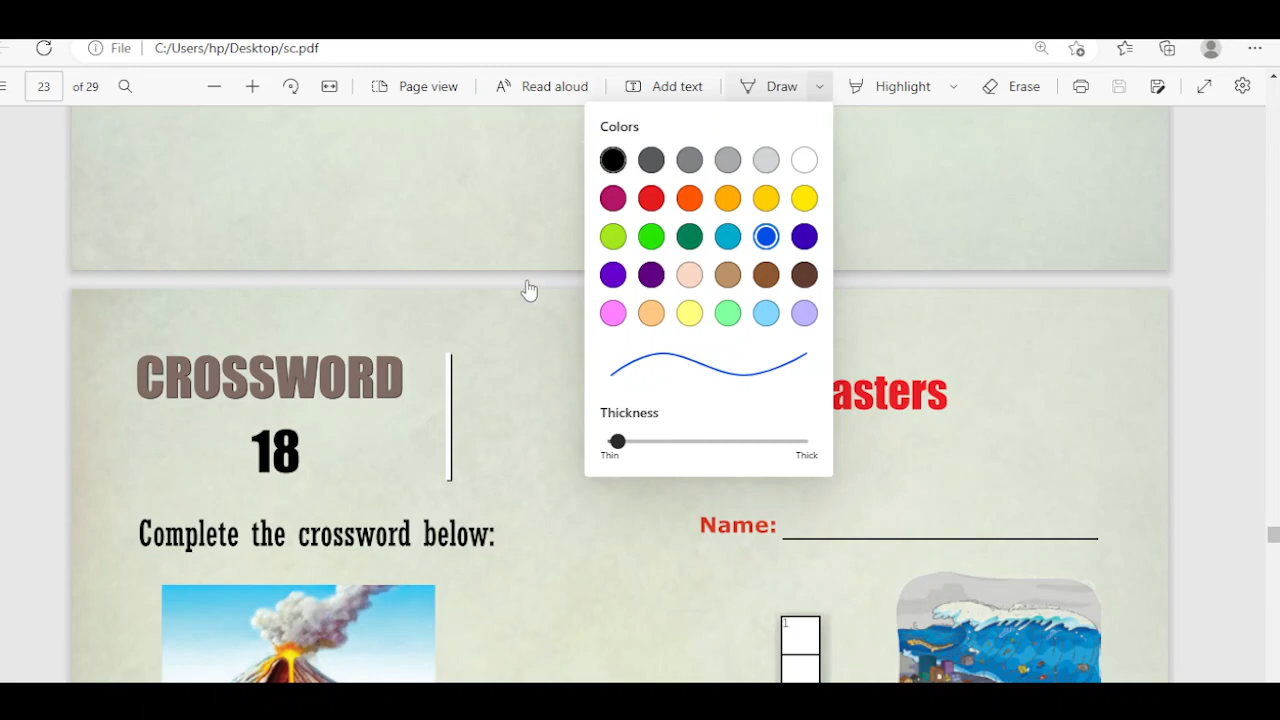 File C:/Users/hp/Desktop/sc.pdf
23 of 29 Page view Read aloud Add text Draw Highlight Erase
Colors
Thickness
Thin Thick
CROSSWORD
asters
18
Name:
Complete the crossword below:
1